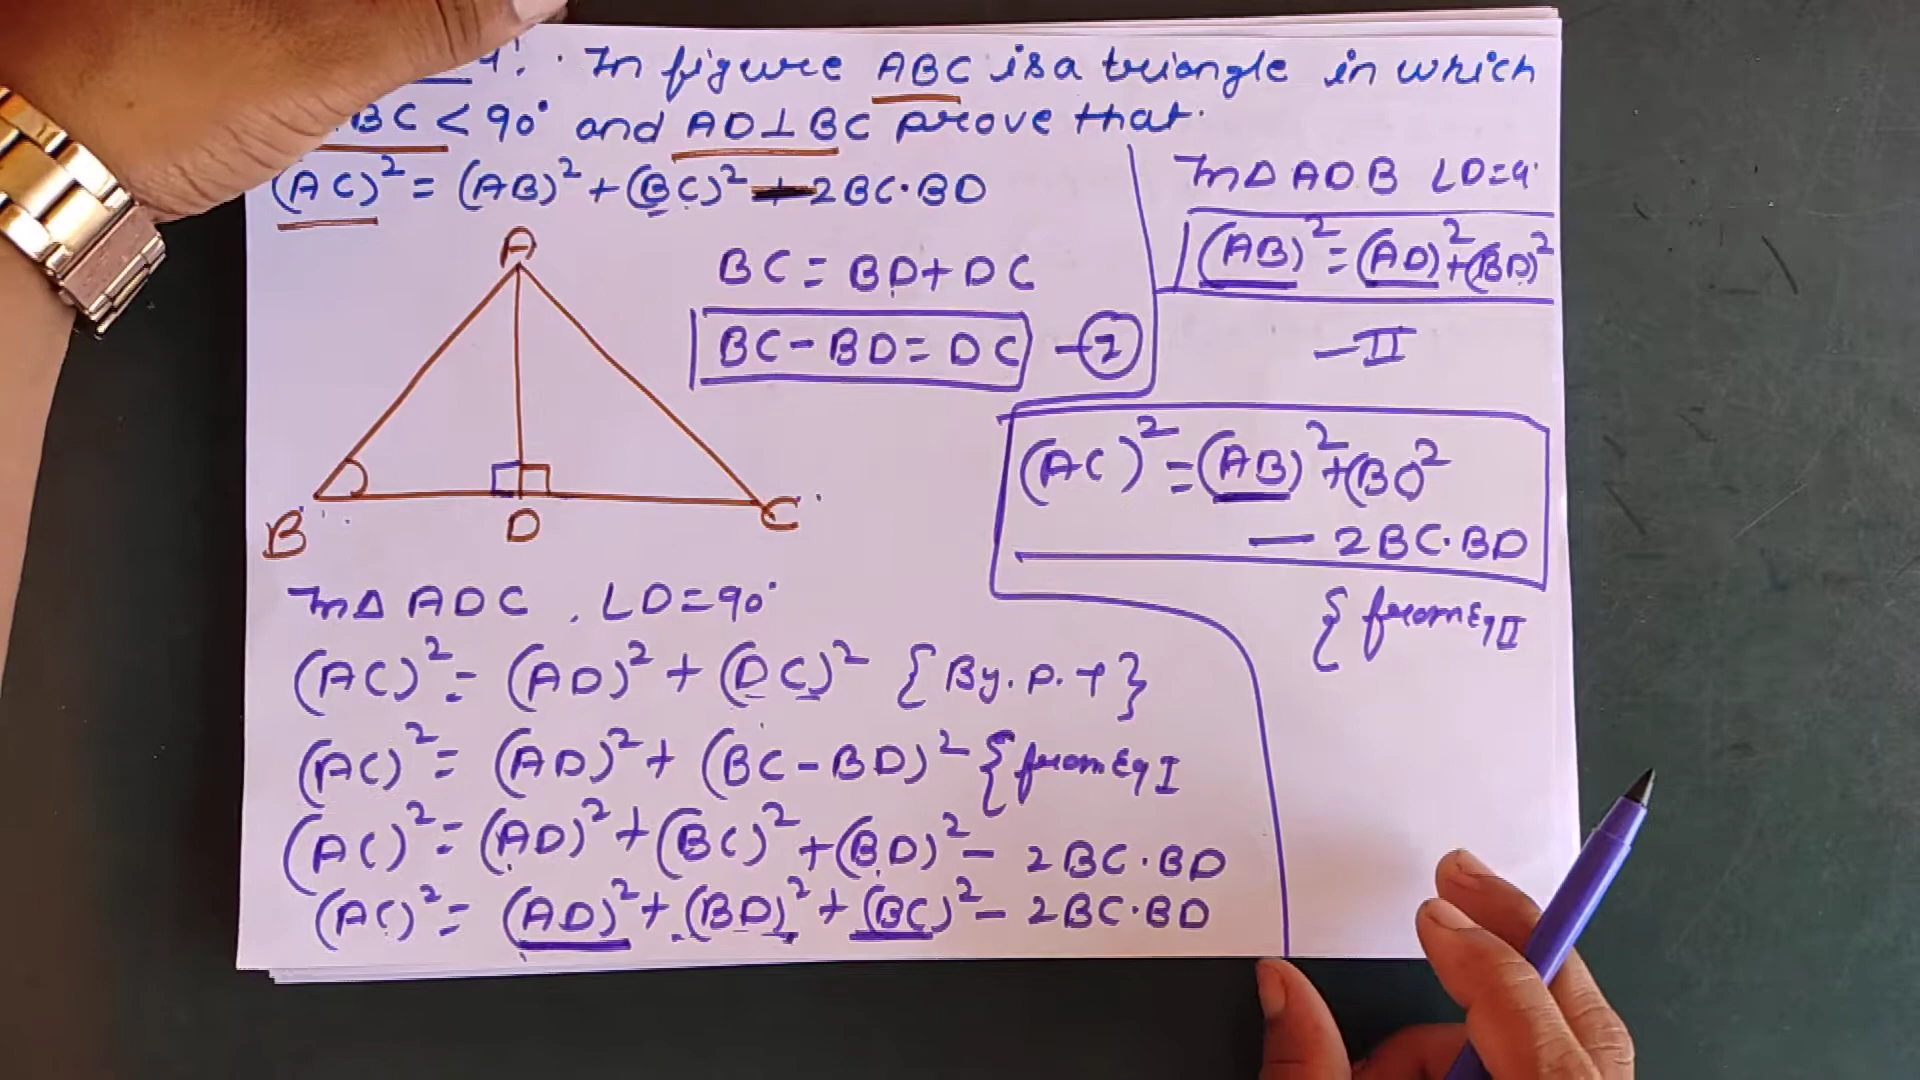 In figure ABC is a triangle in which
BC < 90° and AD⊥BC prove that.
(AC)² = (AB)² + (BC)² - 2BC·BD
A
B
D
C
BC = BD + DC
BC - BD = DC
In Δ ADC, ∠D = 90°
(AC)² = (AD)² + (DC)² {By. P. T}
(AC)² = (AD)² + (BC - BD)² {from Eq I
(AC)² = (AD)² + (BC)² + (BD)² - 2BC·BD
(AC)² = (AD)² + (BD)² + (BC)² - 2BC·BD
In Δ ADB ∠D = 9
(AB)² = (AD)² + (BD)²
- II
(AC)² = (AB)² + (BC)²
- 2BC·BD
{from Eq II